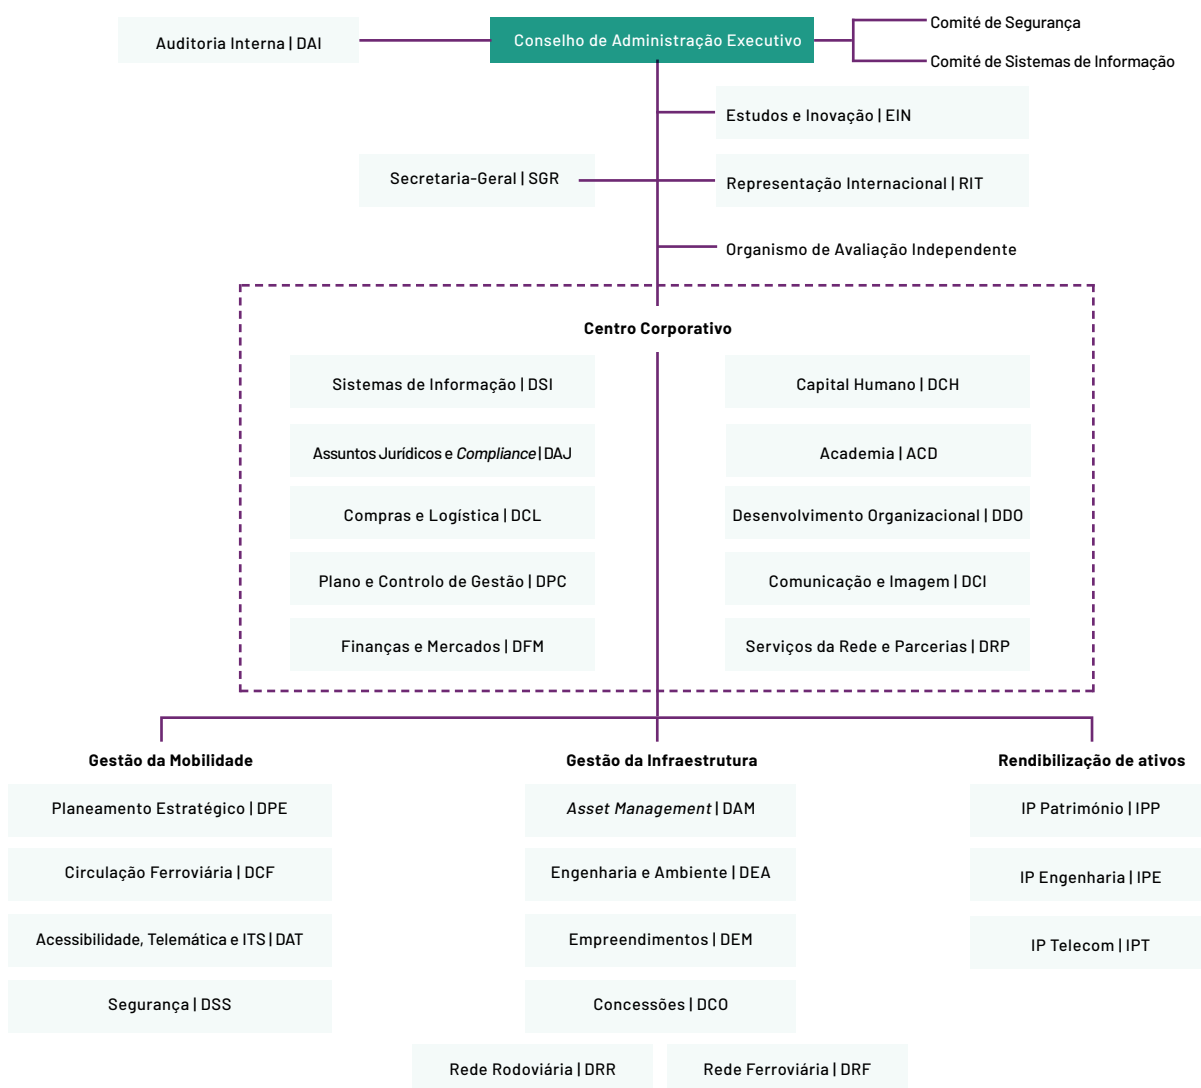 Auditoria Interna | DAI
Conselho de Administração Executivo
Comité de Segurança
Comité de Sistemas de Informação
Estudos e Inovação | EIN
Secretaria-Geral | SGR
Representação Internacional | RIT
Organismo de Avaliação Independente
Centro Corporativo
Sistemas de Informação | DSI
Capital Humano | DCH
Assuntos Jurídicos e Compliance | DAJ
Academia | ACD
Compras e Logística | DCL
Desenvolvimento Organizacional | DDO
Plano e Controlo de Gestão | DPC
Comunicação e Imagem | DCI
Finanças e Mercados | DFM
Serviços da Rede e Parcerias | DRP
Gestão da Mobilidade
Planeamento Estratégico | DPE
Circulação Ferroviária | DCF
Acessibilidade, Telemática e ITS | DAT
Segurança | DSS
Gestão da Infraestrutura
Asset Management | DAM
Engenharia e Ambiente | DEA
Empreendimentos | DEM
Concessões | DCO
Rede Rodoviária | DRR
Rede Ferroviária | DRF
Rendibilização de ativos
IP Património | IPP
IP Engenharia | IPE
IP Telecom | IPT